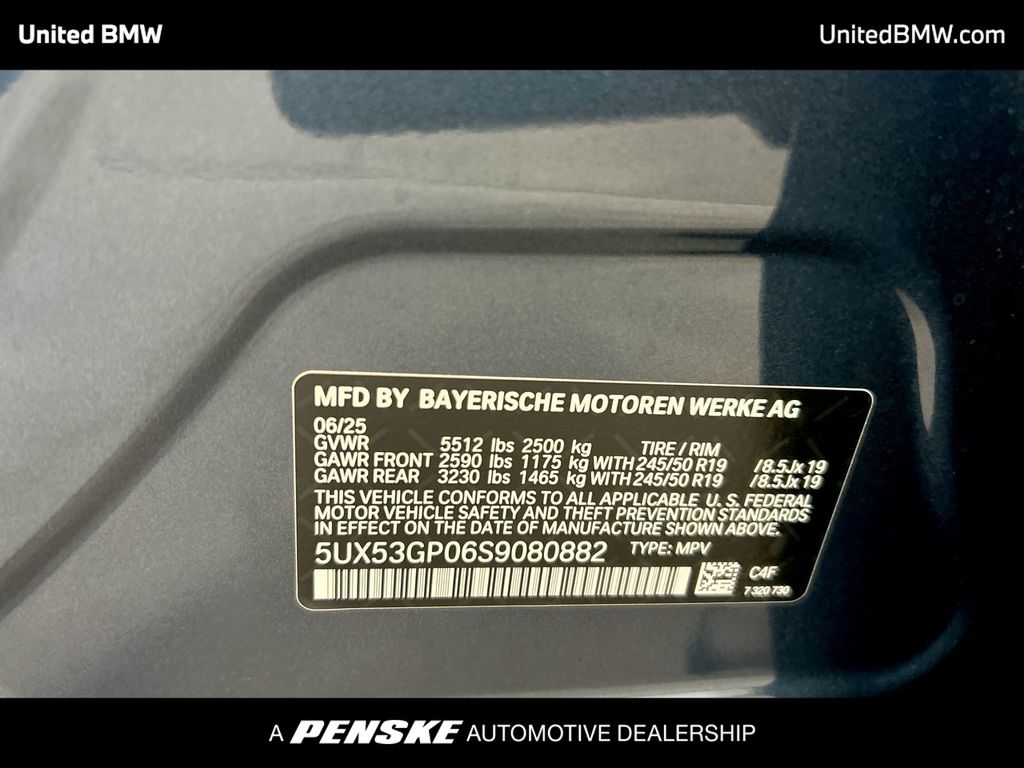 United BMW
UnitedBMW.com
MFD BY BAYERISCHE MOTOREN WERKE AG
06/25
GVWR 5512 lbs 2500 kg TIRE / RIM
GAWR FRONT 2590 lbs 1175 kg WITH 245/50 R19 /8.5Jx19
GAWR REAR 3230 lbs 1465 kg WITH 245/50 R19 /8.5Jx19
THIS VEHICLE CONFORMS TO ALL APPLICABLE U.S. FEDERAL
MOTOR VEHICLE SAFETY AND THEFT PREVENTION STANDARDS
IN EFFECT ON THE DATE OF MANUFACTURE SHOWN ABOVE.
5UX53GP06S9080882 TYPE: MPV
C4F
7 320 730
A PENSKE AUTOMOTIVE DEALERSHIP